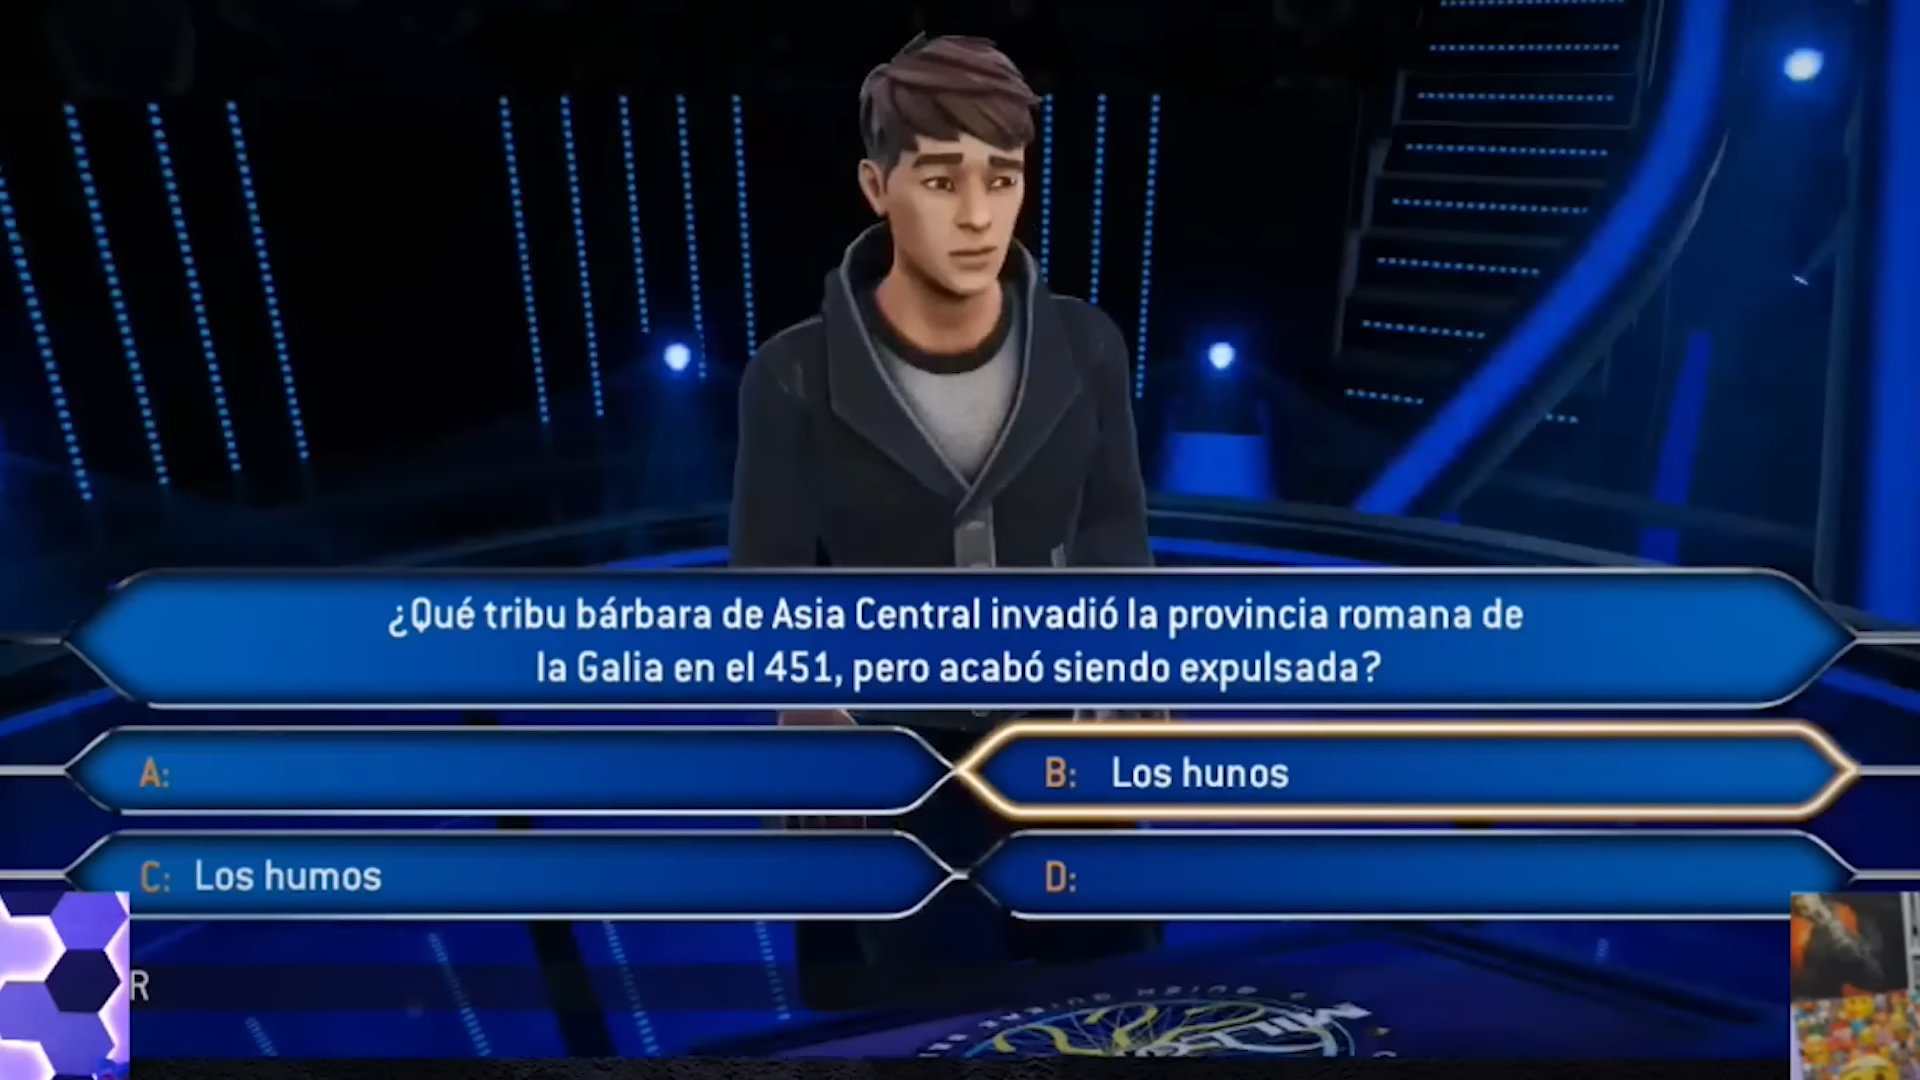 ¿Qué tribu bárbara de Asia Central invadió la provincia romana de
la Galia en el 451, pero acabó siendo expulsada?
A:
B: Los hunos
C: Los humos
D:
R